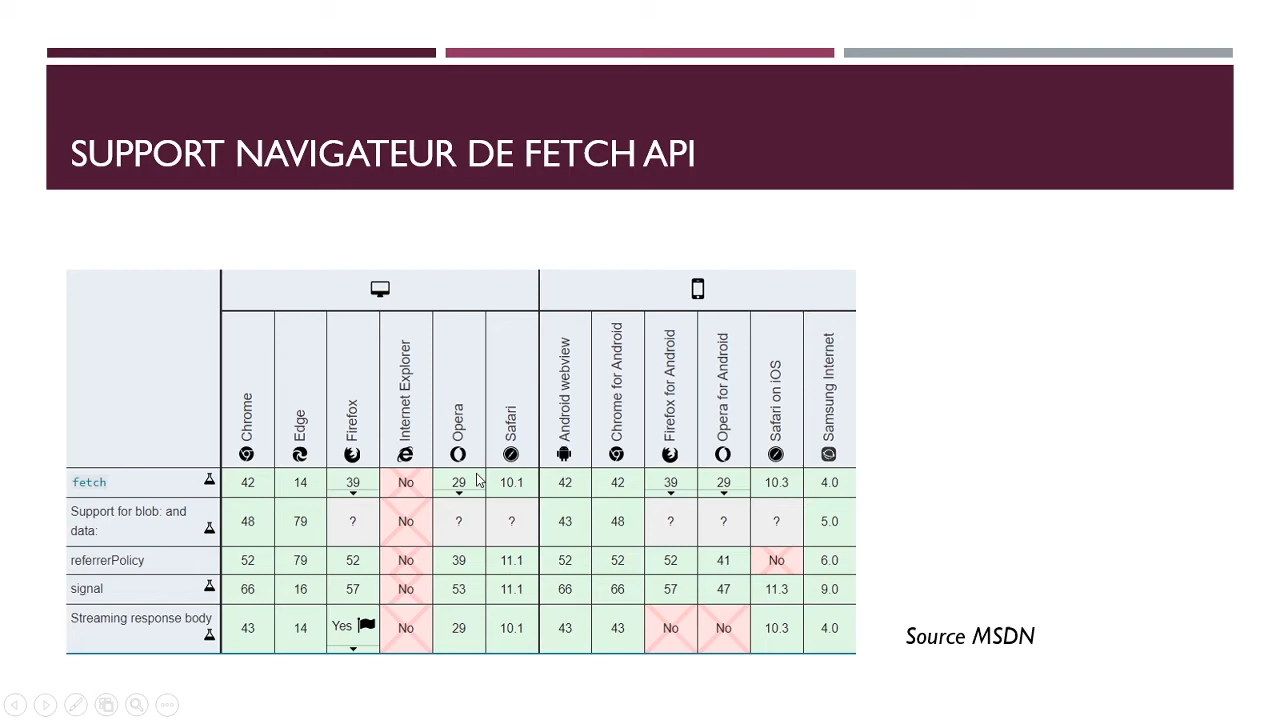 SUPPORT NAVIGATEUR DE FETCH API
Chrome
Edge
Firefox
Internet Explorer
Opera
Safari
Android webview
Chrome for Android
Firefox for Android
Opera for Android
Safari on iOS
Samsung Internet
fetch 42 14 39 No 29 10.1 42 42 39 29 10.3 4.0
Support for blob: and
data: 48 79 ? No ? ? 43 48 ? ? ? 5.0
referrerPolicy 52 79 52 No 39 11.1 52 52 52 41 No 6.0
signal 66 16 57 No 53 11.1 66 66 57 47 11.3 9.0
Streaming response body 43 14 Yes No 29 10.1 43 43 No No 10.3 4.0
Source MSDN